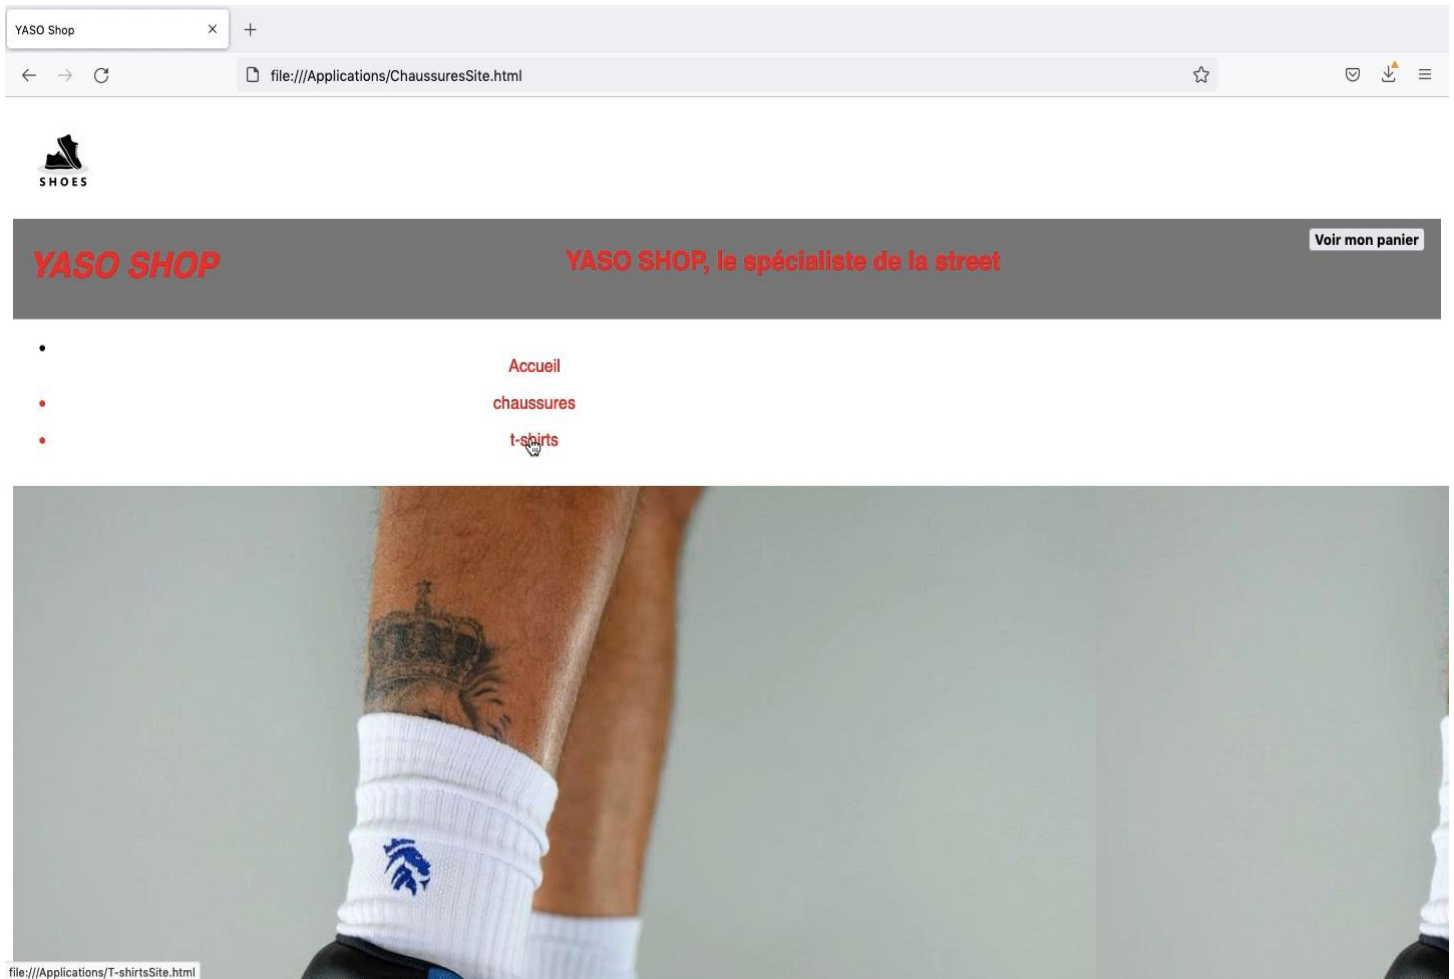 YASO Shop
file:///Applications/ChaussuresSite.html
SHOES
YASO SHOP
YASO SHOP, le spécialiste de la street
Voir mon panier
Accueil
chaussures
t-shirts
file:///Applications/T-shirtsSite.html